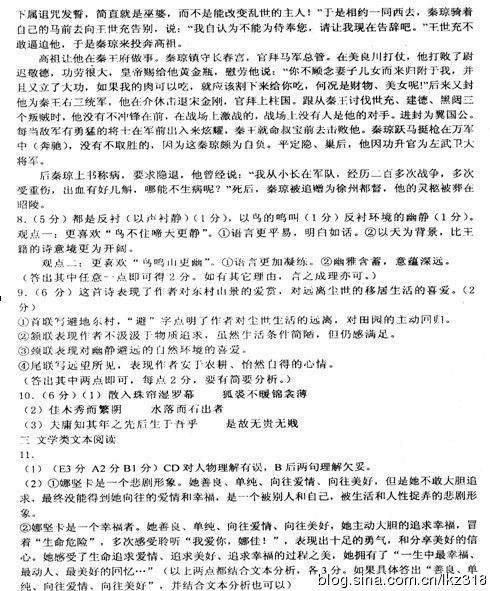 下属诅咒发誓，简直就是巫婆，而不是能改变乱世的主人！”于是相约一同西去，秦琼骑着
自己的马前去向王世充告别，说：“我自认为不能为侍奉您，请让我现在告辞吧。”王世充不
敢逼迫他，于是秦琼来投奔高祖。
高祖让他在秦王府做事。秦琼镇守长春宫，官拜马军总管。在美良川打仗，他打败了尉
迟敬德，功劳很大，皇帝赐给他黄金瓶，慰劳他说：“你不顾念妻子儿女而来归附于我，并
且又立了大功，如果我的肉可以吃，就应该割下来给你吃，何况是财物、美女呢！”后来又封
他为秦王右三统军，他在介休击退宋金刚，官拜上柱国。跟从秦王讨伐世充、建德、黑闼三
个叛贼时，他没有不冲锋在前，在战场上激战的，战场上没有人是他的对手。进封为翼国公。
每当敌军有勇猛的将士在军前出入来炫耀，秦王就命叔宝前去击败他。秦琼跃马挺枪在万军
中（奔驰），没有不取胜的，因为这秦琼颇为自负。平定隐、巢后，他因功升官为左武卫大
将军。
后秦琼上书称病，要求隐退，他曾经说：“我从小长在军队，经历二百多次战争，多次
受重伤，出血有好几斛，哪能不生病呢？”死后，秦琼被追赠为徐州都督，他的灵柩被葬在
昭陵。
8.（5 分）都是反衬（以声衬静）（1 分），以鸟的鸣叫（1 分）反衬环境的幽静（1 分）。
观点一：更喜欢“鸟不住啼天更静”。①语言更平易，明白如话。②以天为背景，比王
籍的诗意境更为开阔。
观点二：更喜欢“鸟鸣山更幽”。①语言更加凝练。②幽雅含蓄，意蕴深远。
（答出其中任意一点即可得 2 分。如有其它理由，言之成理亦可。）
9.（6 分）这首诗表现了作者对东村山景的爱赏，对远离尘世的移居生活的喜爱。（2
分）
①首联写避地东村，“避”字点明了作者对尘世生活的远离，对田园的主动回归。
②颔联表现作者不汲汲于物质追求，虽然生活条件简陋，但仍感满足。
③颈联表现对幽静避远的自然环境的喜爱。
④尾联写远望所见，表现作者安于农耕、怡然自得的心情。
（答出其中两点即可，每点 2 分，要有简要分析。）
10.（6 分）（1）散入珠帘湿罗幕　　狐裘不暖锦衾薄
（2）佳木秀而繁阴　　水落而石出者
（3）夫庸知其年之先后生于吾乎　　是故无贵无贱
三 文学类文本阅读
11.
（1）（E3 分 A2 分 B1 分）CD 对人物理解有误，B 后两句理解欠妥。
（2）①娜坚卡是一个悲剧形象。她善良、单纯、向往爱情、向往美好，但是她不敢大胆追
求，最终没能得到她向往的爱情和幸福，是一个被别人和自己，被生活和人性捉弄的悲剧形
象。
②娜坚卡是一个幸福者。她善良、单纯、向往爱情、向往美好，她主动大胆的追求幸福，冒
着“生命危险”，多次感受聆听“我爱你，娜佳！”，表现出十足的勇气，和分享美好的信
心。她感受了生命追求爱情、追求美好、追求幸福的过程之美，她拥有了“一生中最幸福、
最动人、最美好的回忆…”（以上两点都结合文本分析，各 3 分。如果具体答出“善良、单
纯、向往爱情、向往美好”，并结合文本分析也可以）
blog.sina.com.cn/lkz318